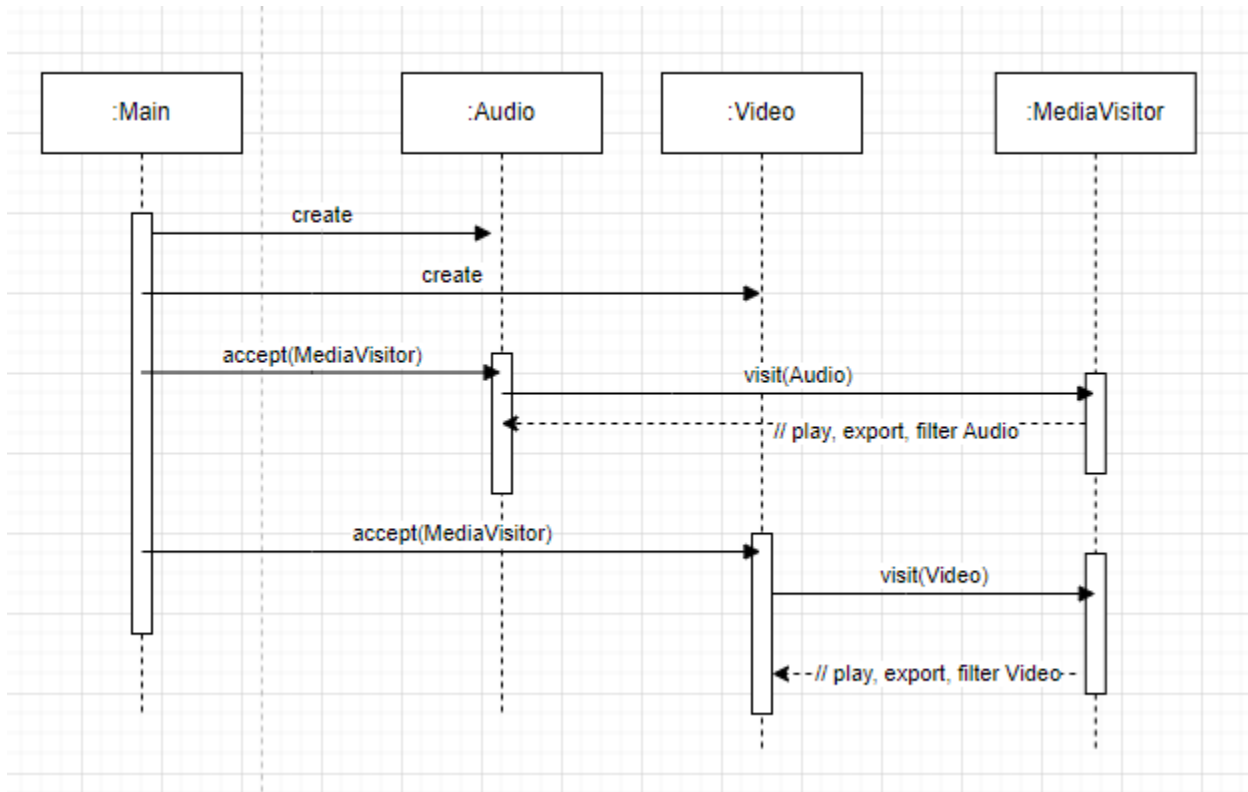 :Main
:Audio
:Video
:MediaVisitor
create
create
accept(MediaVisitor)
visit(Audio)
// play, export, filter Audio
accept(MediaVisitor)
visit(Video)
// play, export, filter Video